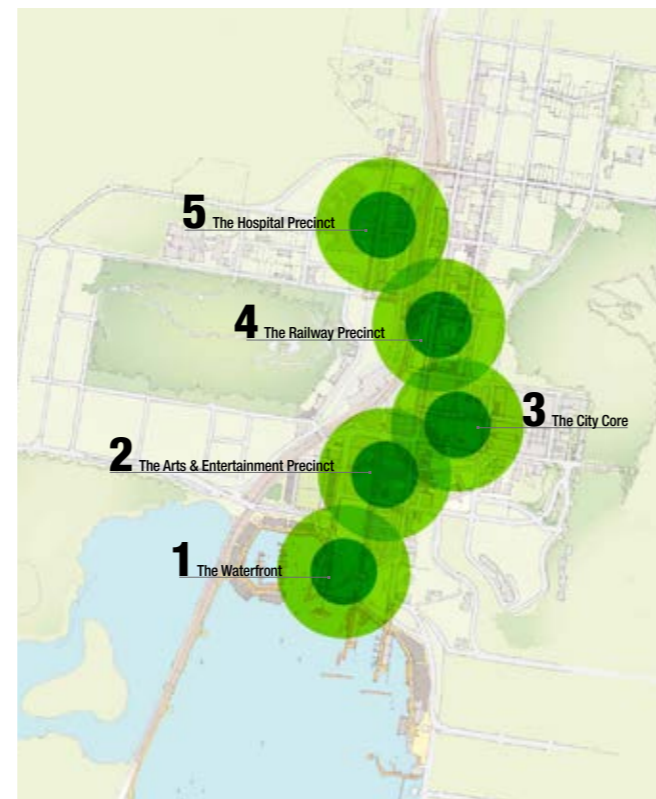 5 The Hospital Precinct
4 The Railway Precinct
3 The City Core
2 The Arts & Entertainment Precinct
1 The Waterfront